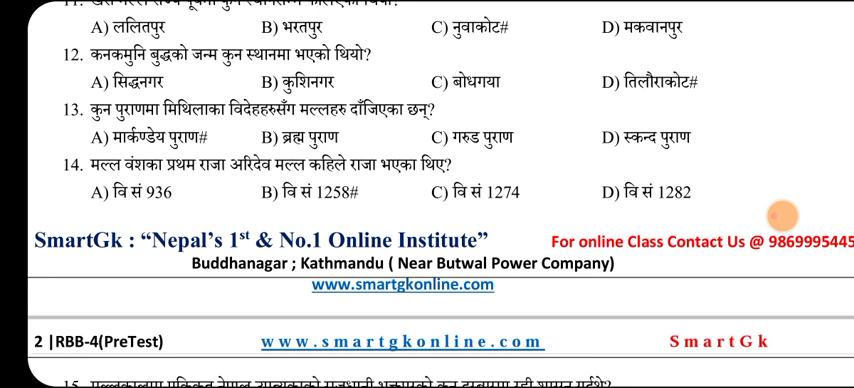 A) ललितपुर B) भरतपुर C) नुवाकोट# D) मकवानपुर
12. कनकमुनि बुद्धको जन्म कुन स्थानमा भएको थियो?
A) सिद्धनगर B) कुशिनगर C) बोधगया D) तिलौराकोट#
13. कुन पुराणमा मिथिलाका विदेहहरुसँग मल्लहरु दाँजिएका छन्?
A) मार्कण्डेय पुराण# B) ब्रह्म पुराण C) गरुड पुराण D) स्कन्द पुराण
14. मल्ल वंशका प्रथम राजा अरिदेव मल्ल कहिले राजा भएका थिए?
A) वि सं 936 B) वि सं 1258# C) वि सं 1274 D) वि सं 1282
SmartGk : “Nepal’s 1st & No.1 Online Institute” For online Class Contact Us @ 9869995445
Buddhanagar ; Kathmandu ( Near Butwal Power Company)
www.smartgkonline.com
2 |RBB-4(PreTest) www.smartgkonline.com SmartGk